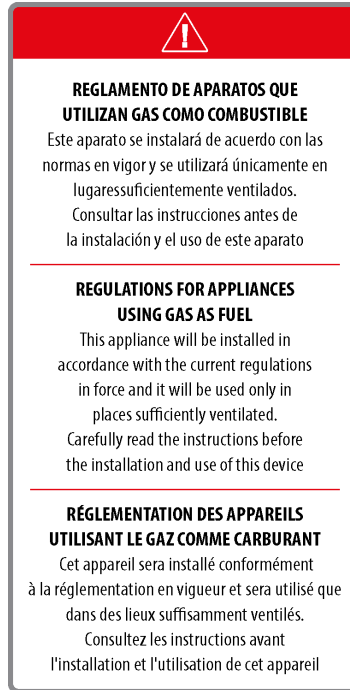 REGLAMENTO DE APARATOS QUE
UTILIZAN GAS COMO COMBUSTIBLE
Este aparato se instalará de acuerdo con las
normas en vigor y se utilizará únicamente en
lugaressuficientemente ventilados.
Consultar las instrucciones antes de
la instalación y el uso de este aparato
REGULATIONS FOR APPLIANCES
USING GAS AS FUEL
This appliance will be installed in
accordance with the current regulations
in force and it will be used only in
places sufficiently ventilated.
Carefully read the instructions before
the installation and use of this device
RÉGLEMENTATION DES APPAREILS
UTILISANT LE GAZ COMME CARBURANT
Cet appareil sera installé conformément
à la réglementation en vigueur et sera utilisé que
dans des lieux suffisamment ventilés.
Consultez les instructions avant
l'installation et l'utilisation de cet appareil